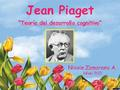 Jean Piaget
"Teoría del desarrollo cognitivo"
Nicole Zamorano A.